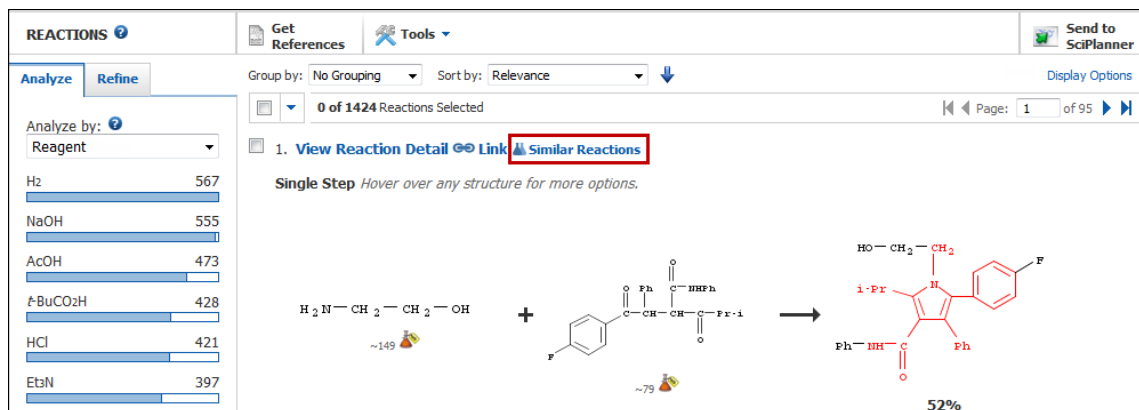 REACTIONS ?
Get
References
Tools
Send to
SciPlanner
Analyze
Refine
Group by: No Grouping
Sort by: Relevance
Display Options
0 of 1424 Reactions Selected
Page: 1 of 95
Analyze by: ?
Reagent
H2 567
NaOH 555
AcOH 473
t-BuCO2H 428
HCl 421
Et3N 397
1. View Reaction Detail Link Similar Reactions
Single Step Hover over any structure for more options.
H2N—CH2—CH2—OH
~149
+
O
Ph C—NHPh
O
C—CH—CH—C—Pr-i
O
F
~79
HO—CH2—CH2
F
i-Pr N
Ph—NH—C Ph
O
52%